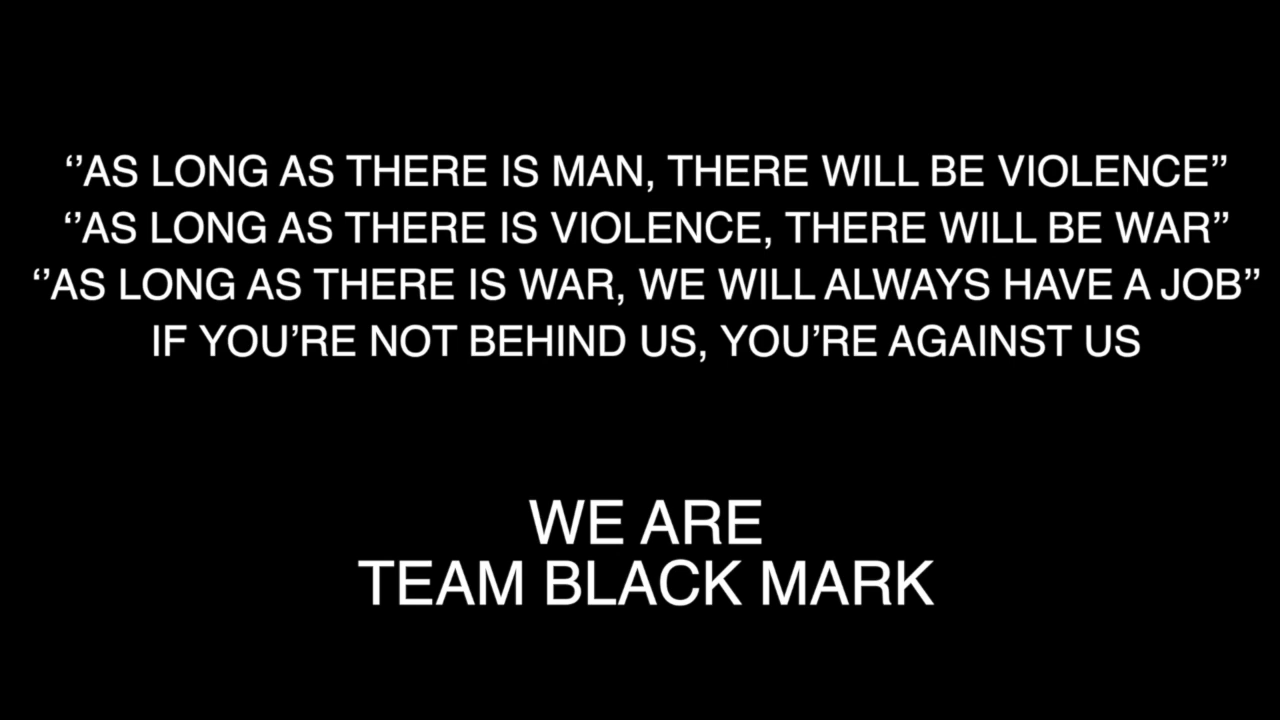 ‘’AS LONG AS THERE IS MAN, THERE WILL BE VIOLENCE’’
‘’AS LONG AS THERE IS VIOLENCE, THERE WILL BE WAR’’
‘’AS LONG AS THERE IS WAR, WE WILL ALWAYS HAVE A JOB’’
IF YOU’RE NOT BEHIND US, YOU’RE AGAINST US
WE ARE
TEAM BLACK MARK